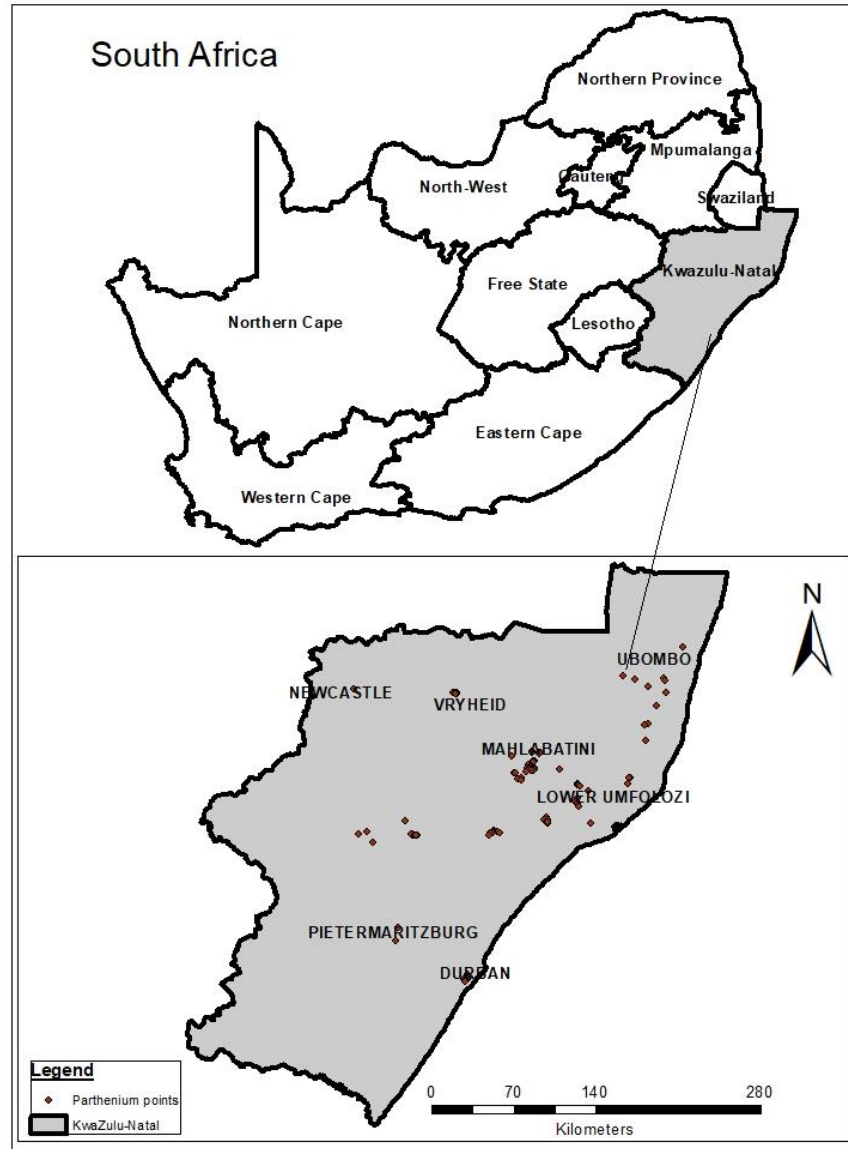 South Africa
Northern Province
Mpumalanga
North-West
Gauteng
Swaziland
Kwazulu-Natal
Free State
Northern Cape
Lesotho
Eastern Cape
Western Cape
N
UBOMBO
NEWCASTLE
VRYHEID
MAHLABATINI
LOWER UMFOLOZI
PIETERMARITZBURG
DURBAN
Legend
Parthenium points
KwaZulu-Natal
0 70 140 280
Kilometers